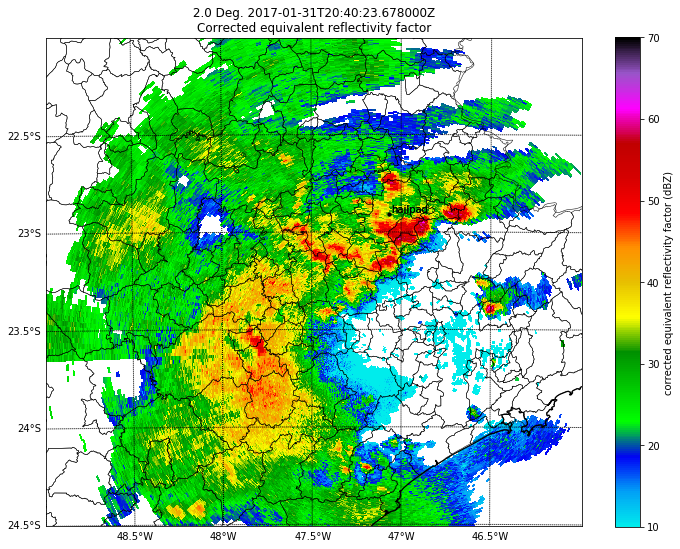 2.0 Deg. 2017-01-31T20:40:23.678000Z
Corrected equivalent reflectivity factor
22.5°S
23°S
23.5°S
24°S
24.5°S
48.5°W
48°W
47.5°W
47°W
46.5°W
hailpad
70
60
50
40
30
20
10
corrected equivalent reflectivity factor (dBZ)